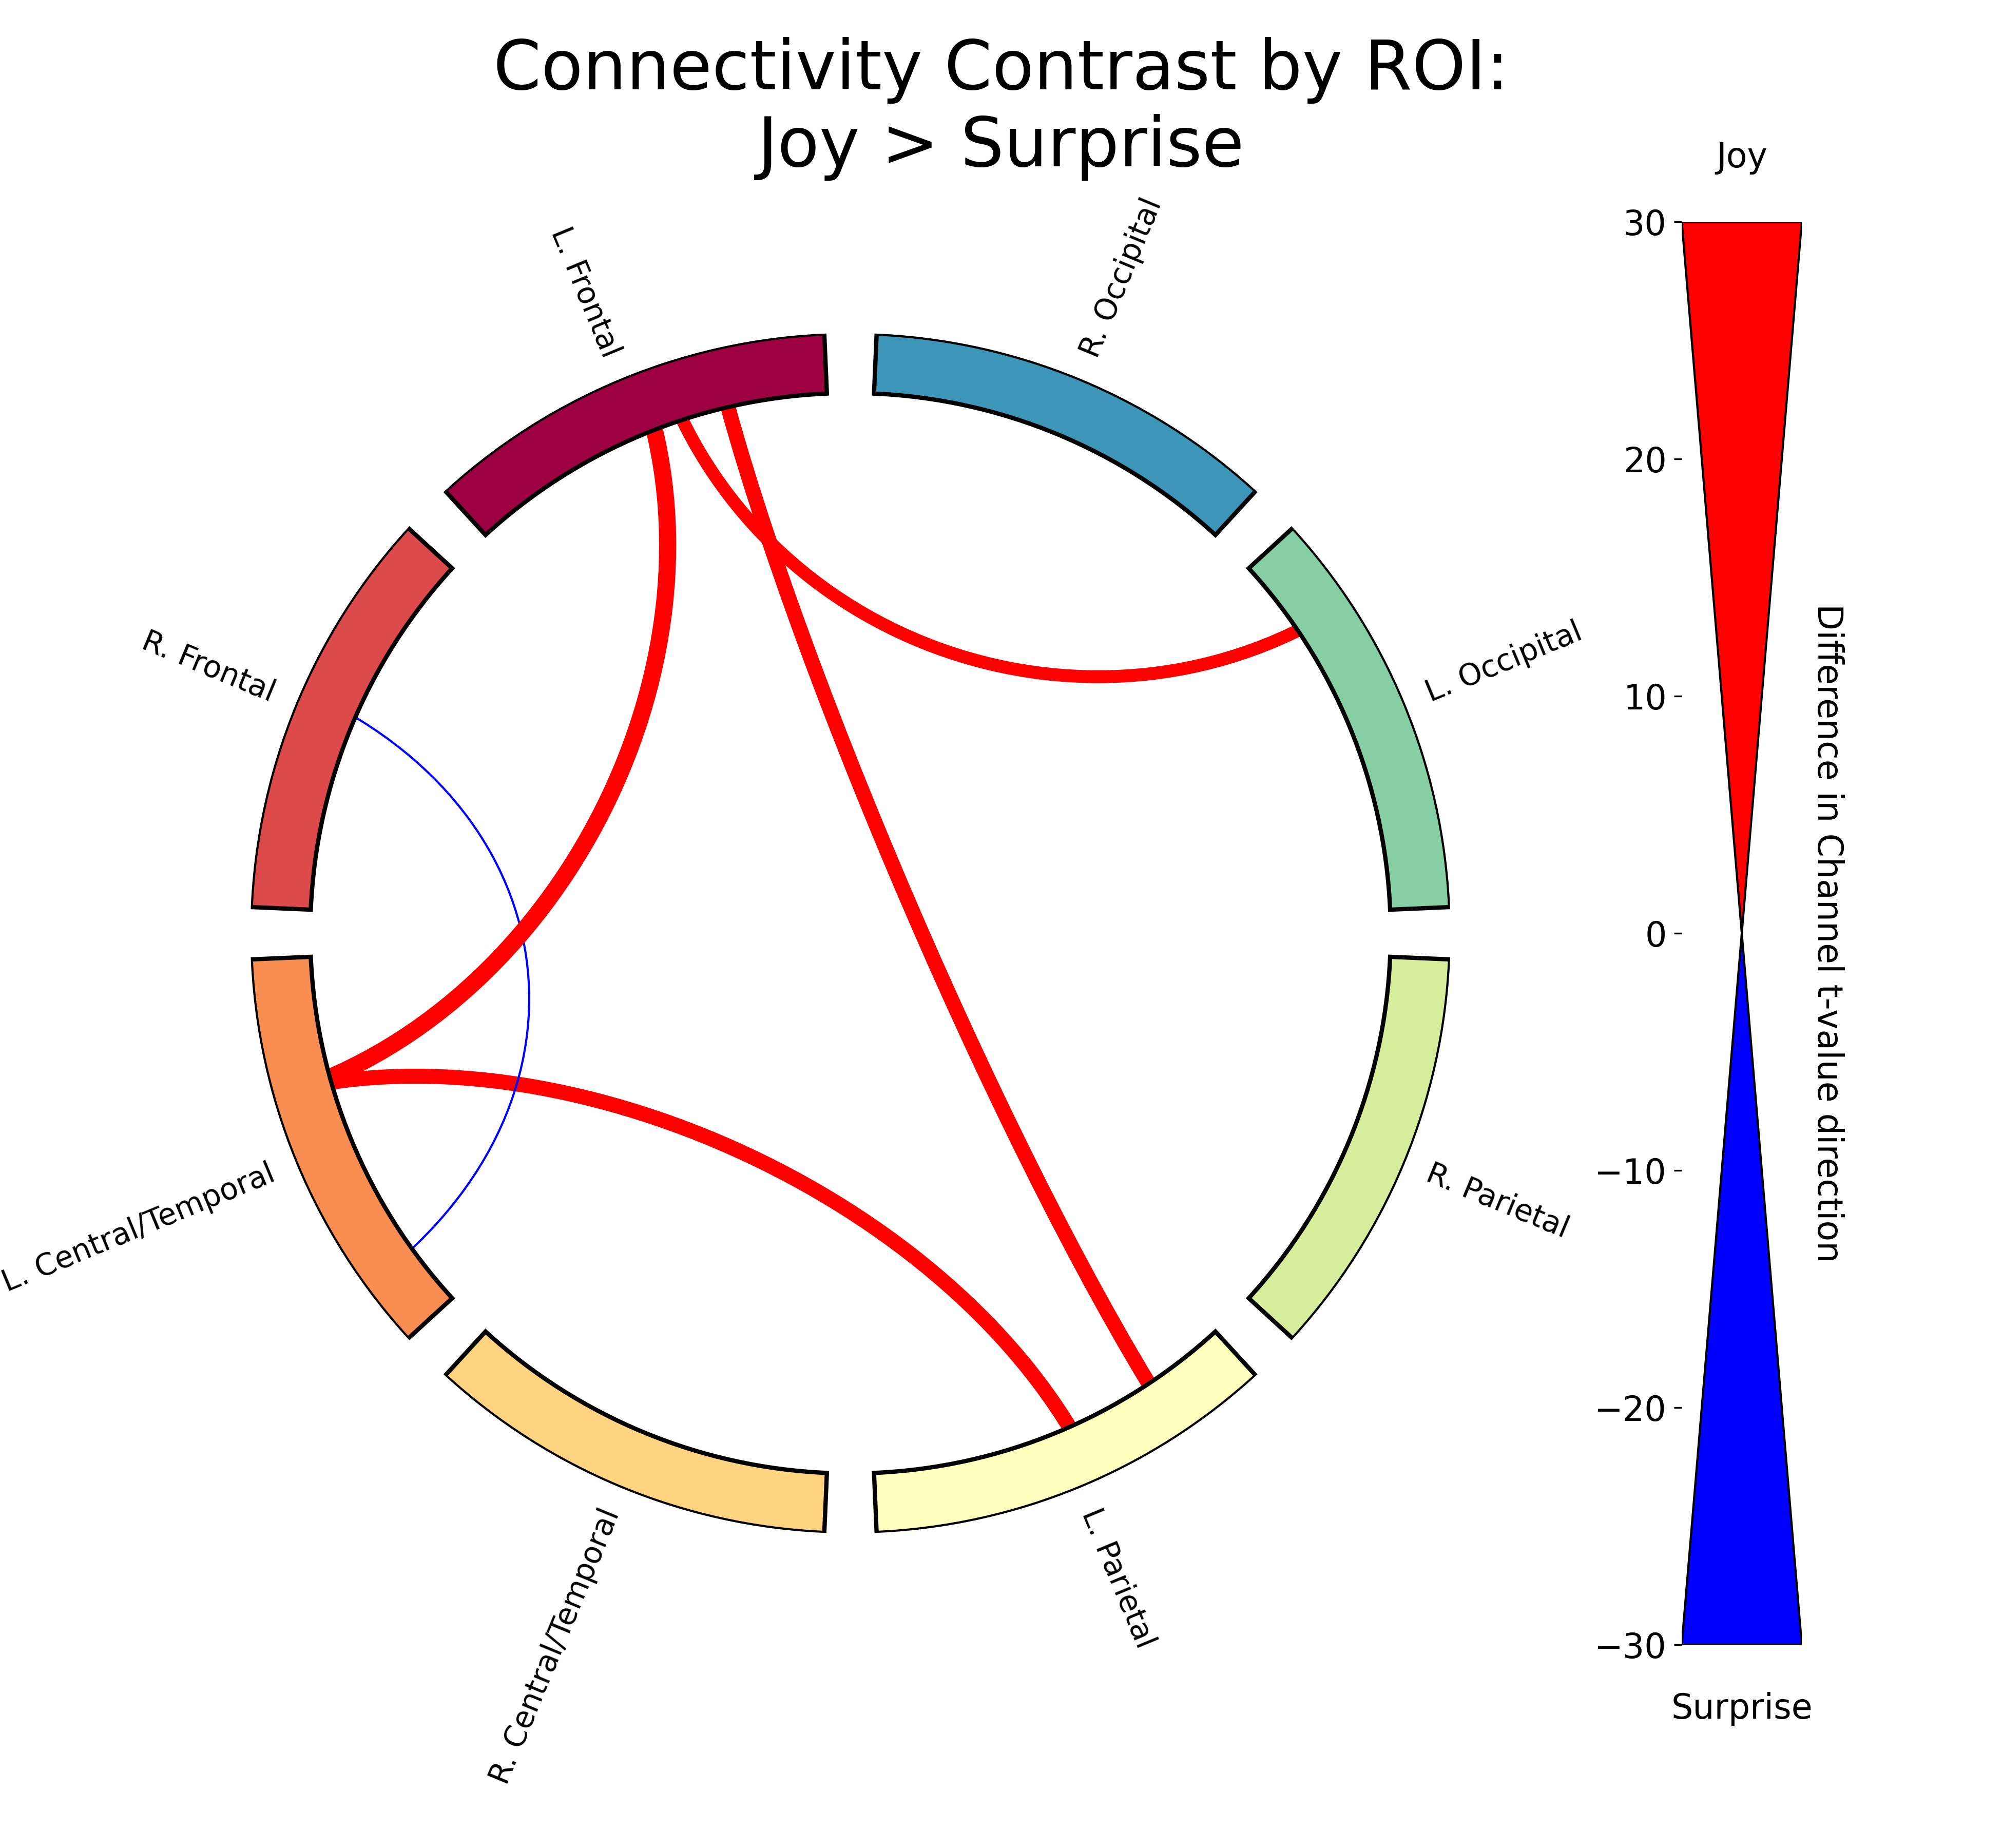 Connectivity Contrast by ROI:
Joy > Surprise
L. Frontal
R. Occipital
R. Frontal
L. Occipital
L. Central/Temporal
R. Parietal
R. Central/Temporal
L. Parietal
Joy
30
20
10
0
−10
−20
−30
Surprise
Difference in Channel t-value direction